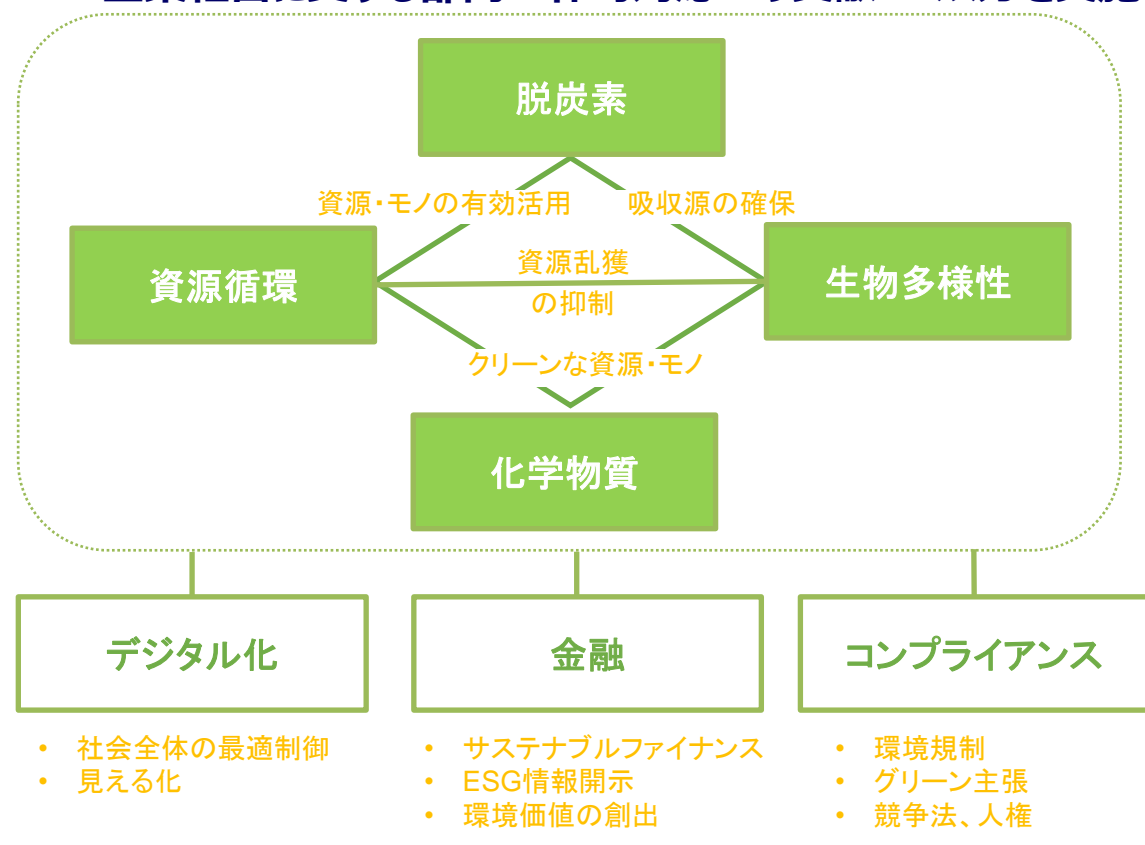 脱炭素
資源・モノの有効活用
吸収源の確保
資源循環
資源乱獲
の抑制
生物多様性
クリーンな資源・モノ
化学物質
デジタル化
金融
コンプライアンス
• 社会全体の最適制御
• 見える化
• サステナブルファイナンス
• ESG情報開示
• 環境価値の創出
• 環境規制
• グリーン主張
• 競争法、人権